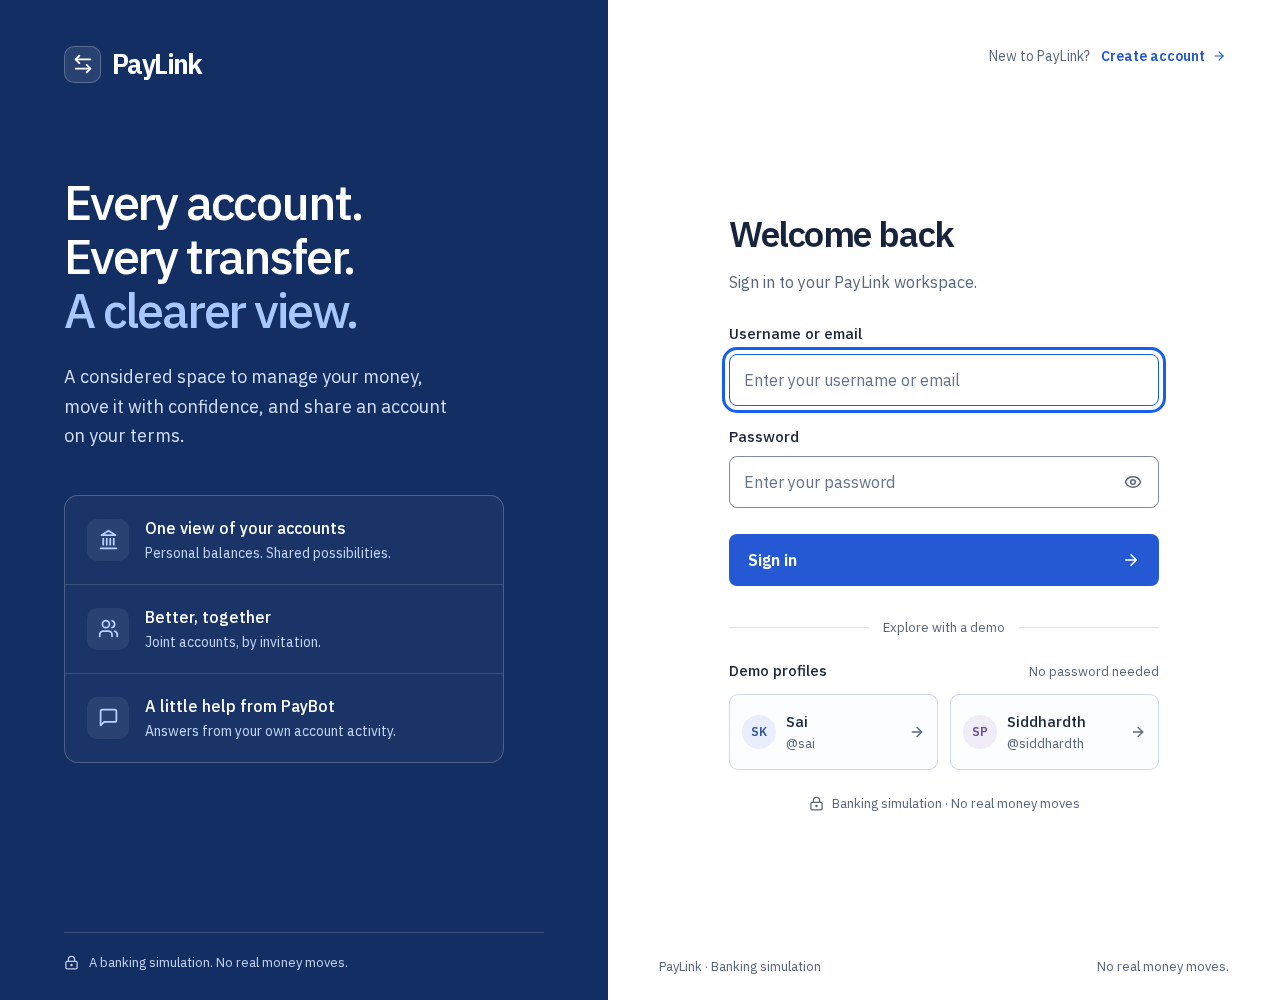 PayLink
Every account.
Every transfer.
A clearer view.
A considered space to manage your money,
move it with confidence, and share an account
on your terms.
One view of your accounts
Personal balances. Shared possibilities.
Better, together
Joint accounts, by invitation.
A little help from PayBot
Answers from your own account activity.
A banking simulation. No real money moves.
New to PayLink? Create account
Welcome back
Sign in to your PayLink workspace.
Username or email
Enter your username or email
Password
Enter your password
Sign in
Explore with a demo
Demo profiles No password needed
SK Sai
@sai
SP Siddhardth
@siddhardth
Banking simulation · No real money moves
PayLink · Banking simulation No real money moves.